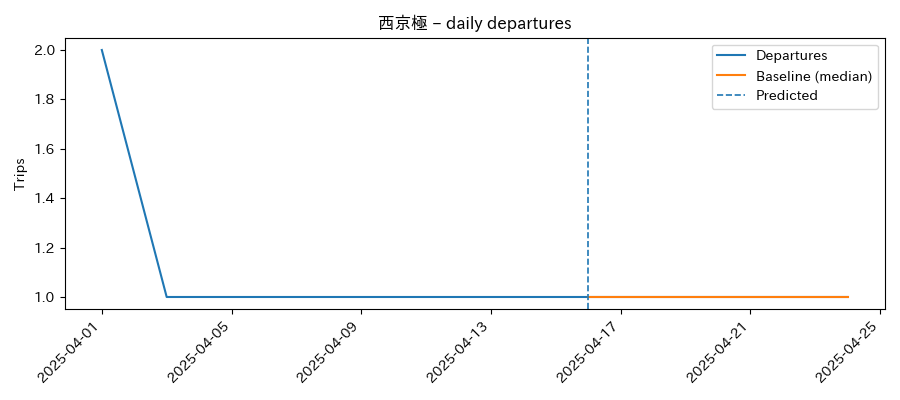 西京極 – daily departures
Departures
Baseline (median)
Predicted
Trips
2.0
1.8
1.6
1.4
1.2
1.0
2025-04-01
2025-04-05
2025-04-09
2025-04-13
2025-04-17
2025-04-21
2025-04-25